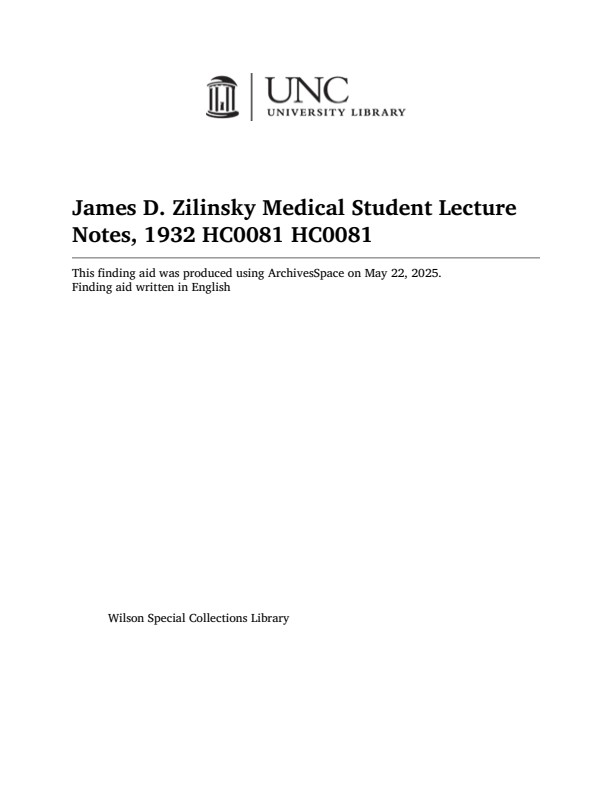 UNC
UNIVERSITY LIBRARY
James D. Zilinsky Medical Student Lecture
Notes, 1932 HC0081 HC0081
This finding aid was produced using ArchivesSpace on May 22, 2025.
Finding aid written in English
Wilson Special Collections Library